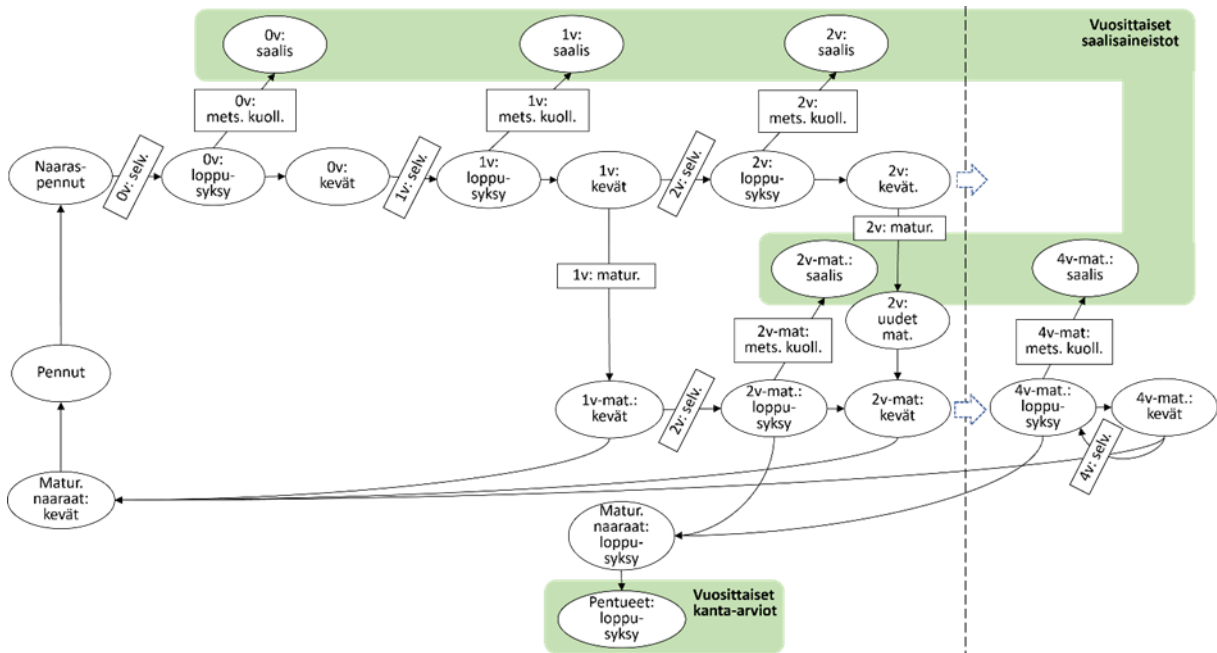 Vuosittaiset
saalisaineistot
0v:
saalis
1v:
saalis
2v:
saalis
0v:
mets. kuoll.
1v:
mets. kuoll.
2v:
mets. kuoll.
Naaras-
pennut
0v: selv.
0v:
loppu-
syksy
0v:
kevät
1v: selv.
1v:
loppu-
syksy
1v:
kevät
2v: selv.
2v:
loppu-
syksy
2v:
kevät.
2v: matur.
1v: matur.
2v-mat.:
saalis
4v-mat.:
saalis
2v:
uudet
mat.
2v-mat:
mets. kuoll.
4v-mat:
mets. kuoll.
Pennut
1v-mat.:
kevät
2v: selv.
2v-mat.:
loppu-
syksy
2v-mat:
kevät
4v-mat.:
loppu-
syksy
4v-mat.:
kevät
4v: selv.
Matur.
naaraat:
kevät
Matur.
naaraat:
loppu-
syksy
Vuosittaiset
kanta-arviot
Pentueet:
loppu-
syksy